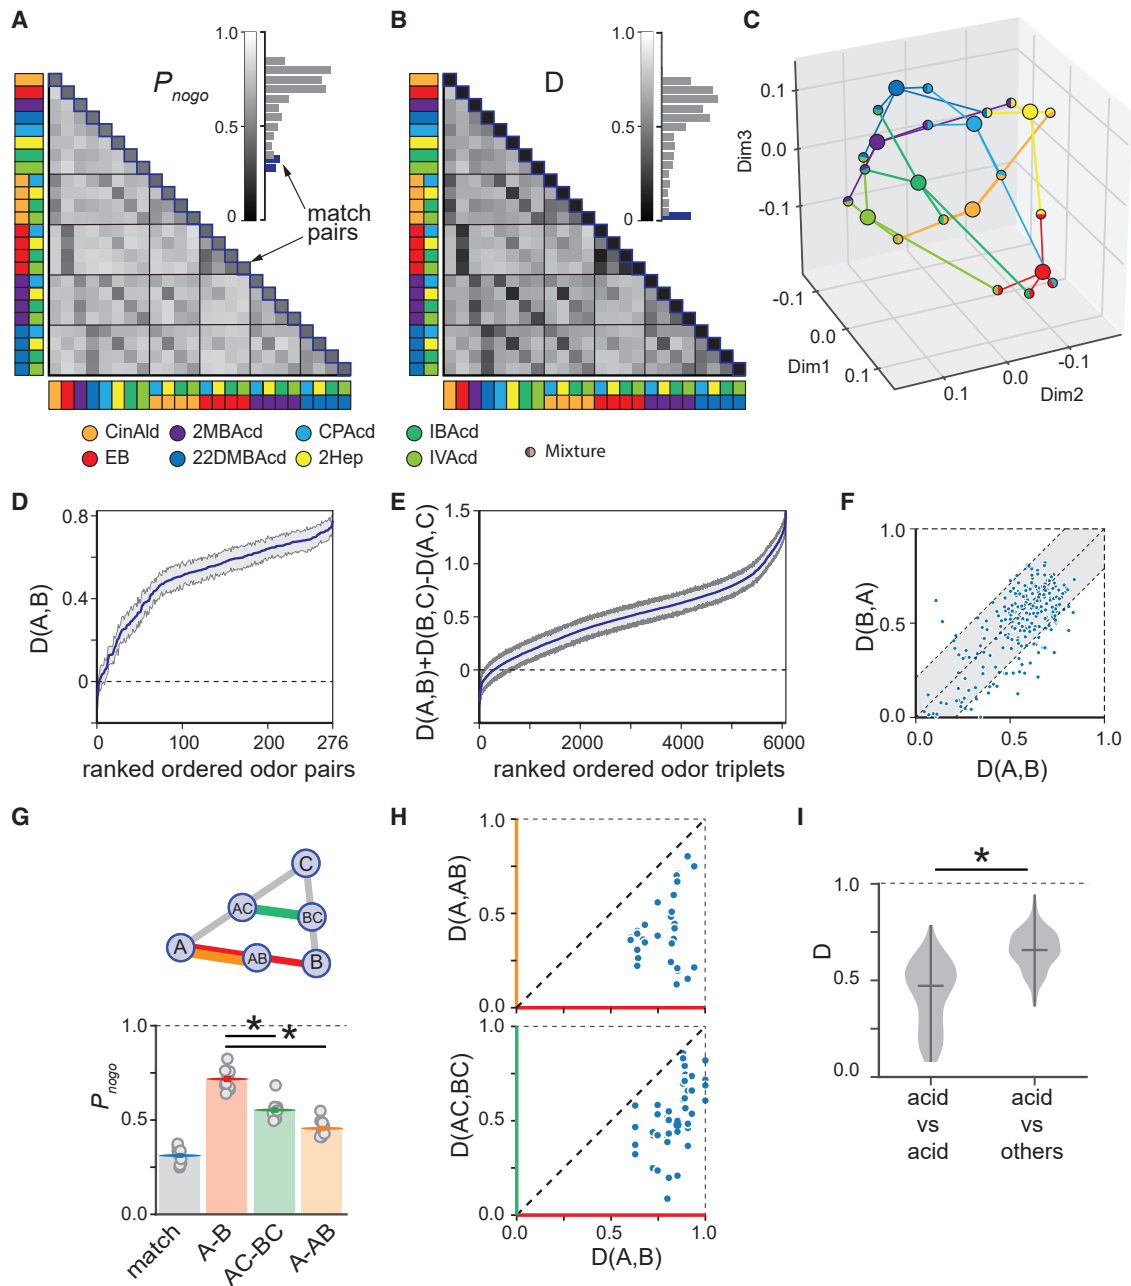 A
1.0
0.5
0
P nogo
match
pairs
B
1.0
0.5
0
D
C
0.1
0.0
-0.1
Dim3
-0.1
0.0
0.1
Dim1
0.1
0.0
-0.1
Dim2
CinAld
2MBAcd
CPAcd
IBAcd
Mixture
EB
22DMBAcd
2Hep
IVAcd
D
0.8
0.4
0
D(A,B)
0
100
200
276
ranked ordered odor pairs
E
1.5
1.0
0.5
0
D(A,B)+D(B,C)-D(A,C)
0
2000
4000
6000
ranked ordered odor triplets
F
1.0
0.5
0.0
D(B,A)
0.0
0.5
1.0
D(A,B)
G
C
AC
BC
A
AB
B
1.0
0.5
0.0
P nogo
*
*
match
A-B
AC-BC
A-AB
H
1.0
0.5
0.0
D(A,AB)
1.0
0.5
0.0
D(AC,BC)
0.0
0.5
1.0
D(A,B)
I
*
1.0
0.5
0.0
D
acid
vs
acid
acid
vs
others